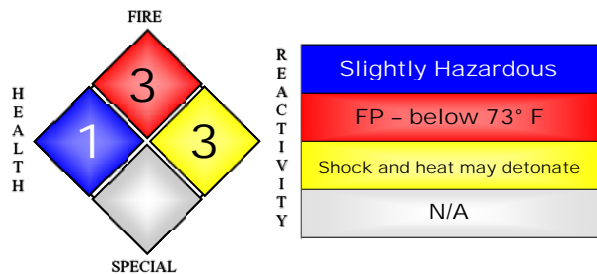 FIRE
HEALTH
3
1
3
SPECIAL
REACTIVITY
Slightly Hazardous
FP – below 73° F
Shock and heat may detonate
N/A